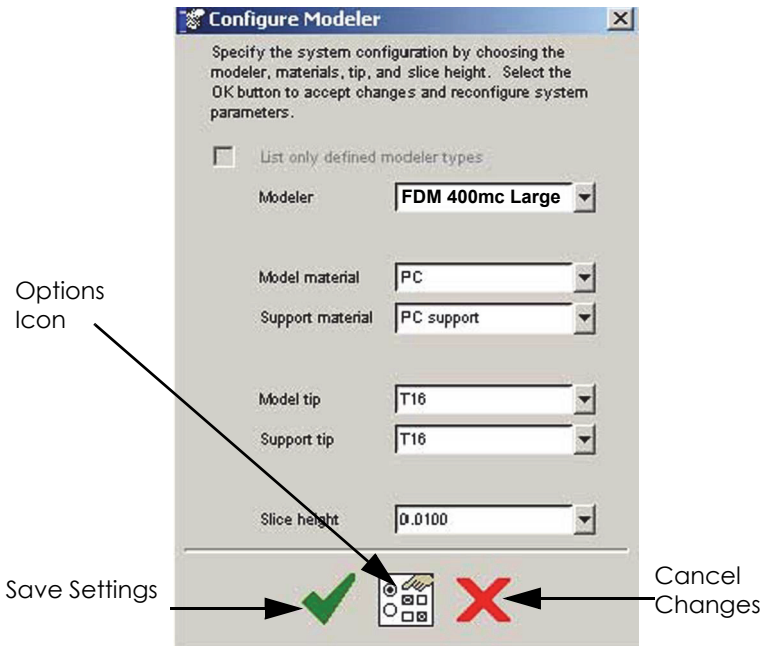 Configure Modeler
Specify the system configuration by choosing the
modeler, materials, tip, and slice height. Select the
OK button to accept changes and reconfigure system
parameters.
List only defined modeler types
Modeler FDM 400mc Large
Model material PC
Support material PC support
Options
Icon
Model tip T16
Support tip T16
Slice height 0.0100
Save Settings
Cancel
Changes